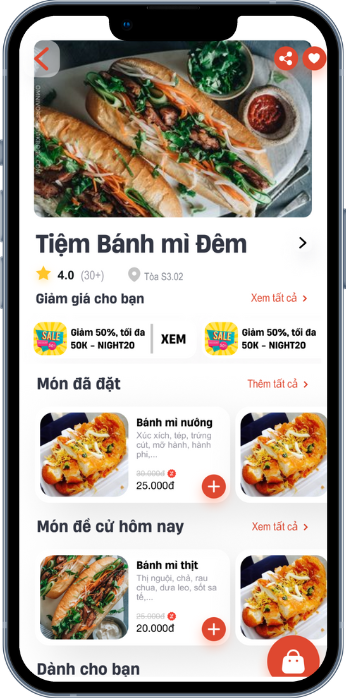 Tiệm Bánh mì Đêm
4.0 (30+) Tòa S3.02
Giảm giá cho bạn Xem tất cả
SALE Giảm 50%, tối đa
50K - NIGHT20
XEM
SALE Giảm 50%, tối đa
50K - NIGHT20
Món đã đặt Thêm tất cả
Bánh mì nướng
Xúc xích, tép, trứng
cút, mỡ hành, hành
phi,...
30.000đ
25.000đ
Món đề cử hôm nay Xem tất cả
Bánh mì thịt
Thị nguội, chả, rau
chua, dưa leo, sốt sa
tế,...
25.000đ
20.000đ
Dành cho bạn